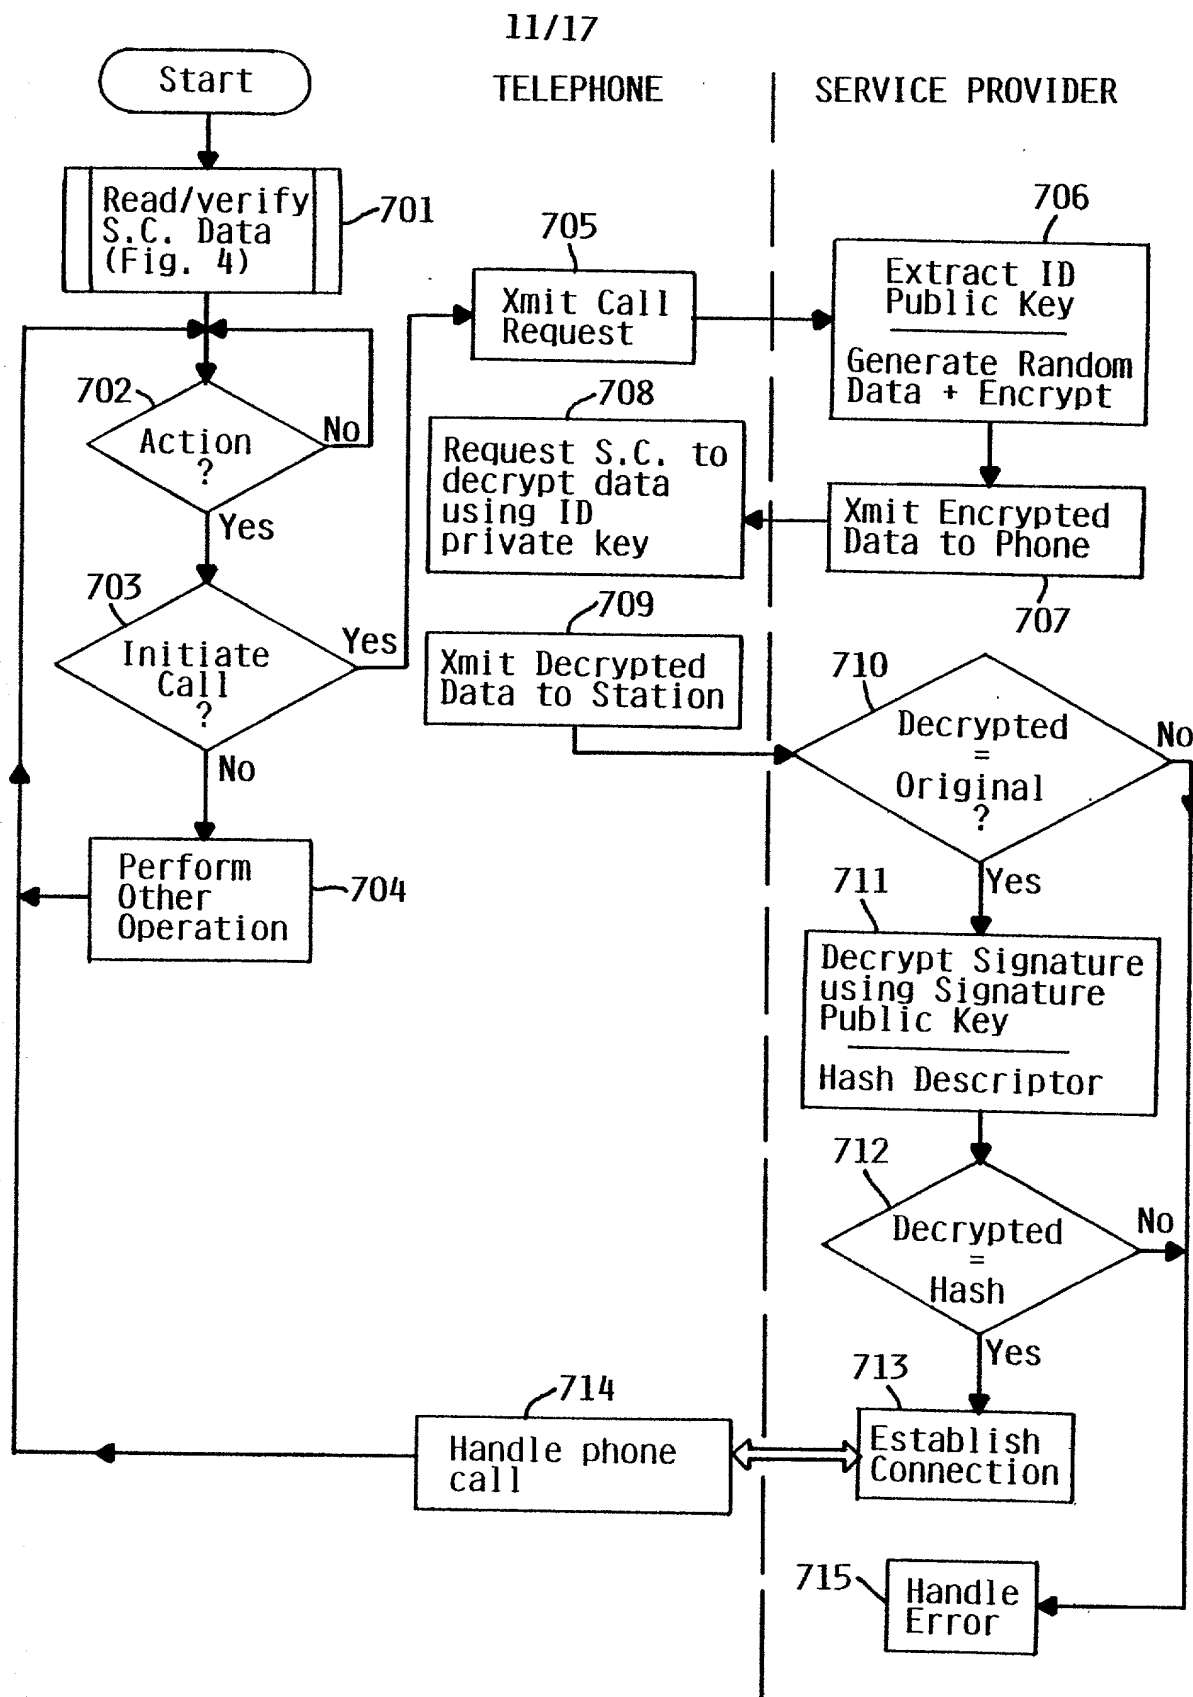 11/17
TELEPHONE
SERVICE PROVIDER
Start
Read/verify
S.C. Data
(Fig. 4)
701
702
Action
?
No
Yes
703
Initiate
Call
?
Yes
No
Perform
Other
Operation
704
705
Xmit Call
Request
706
Extract ID
Public Key
Generate Random
Data + Encrypt
708
Request S.C. to
decrypt data
using ID
private key
Xmit Encrypted
Data to Phone
707
709
Xmit Decrypted
Data to Station
710
Decrypted
=
Original
?
No
Yes
711
Decrypt Signature
using Signature
Public Key
Hash Descriptor
712
Decrypted
=
Hash
No
Yes
713
Establish
Connection
714
Handle phone
call
715
Handle
Error